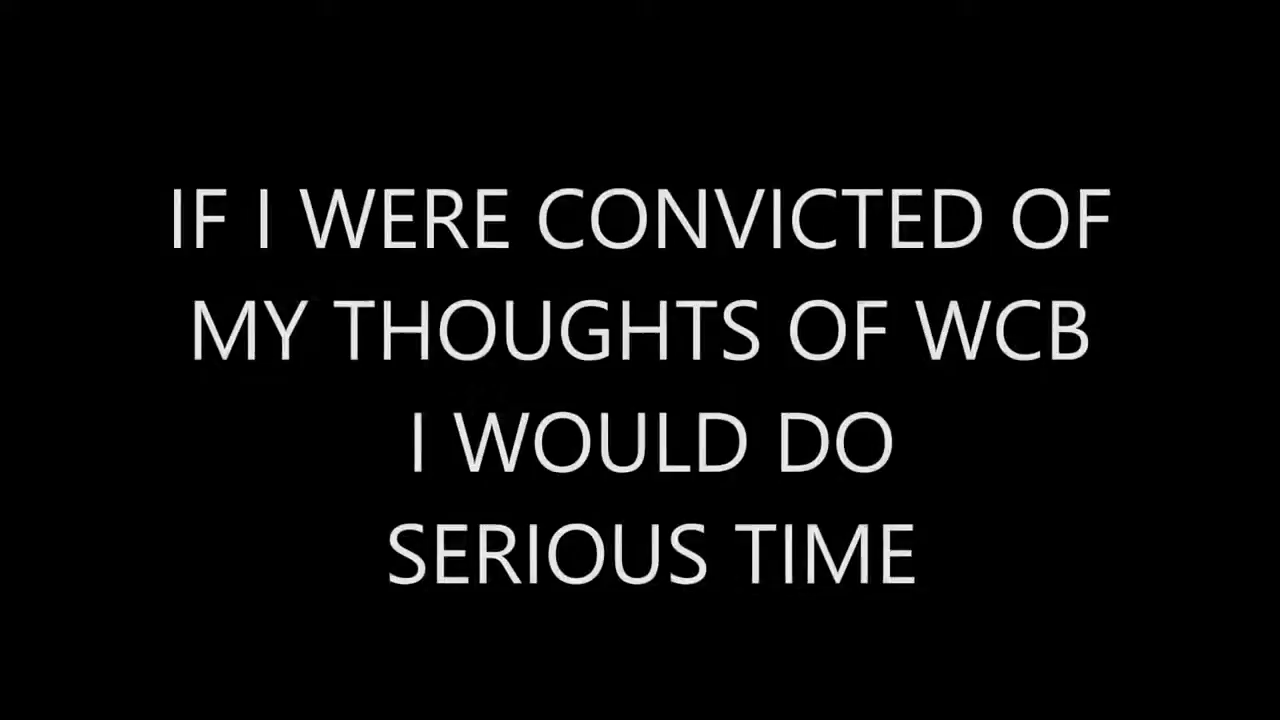 IF I WERE CONVICTED OF
MY THOUGHTS OF WCB
I WOULD DO
SERIOUS TIME